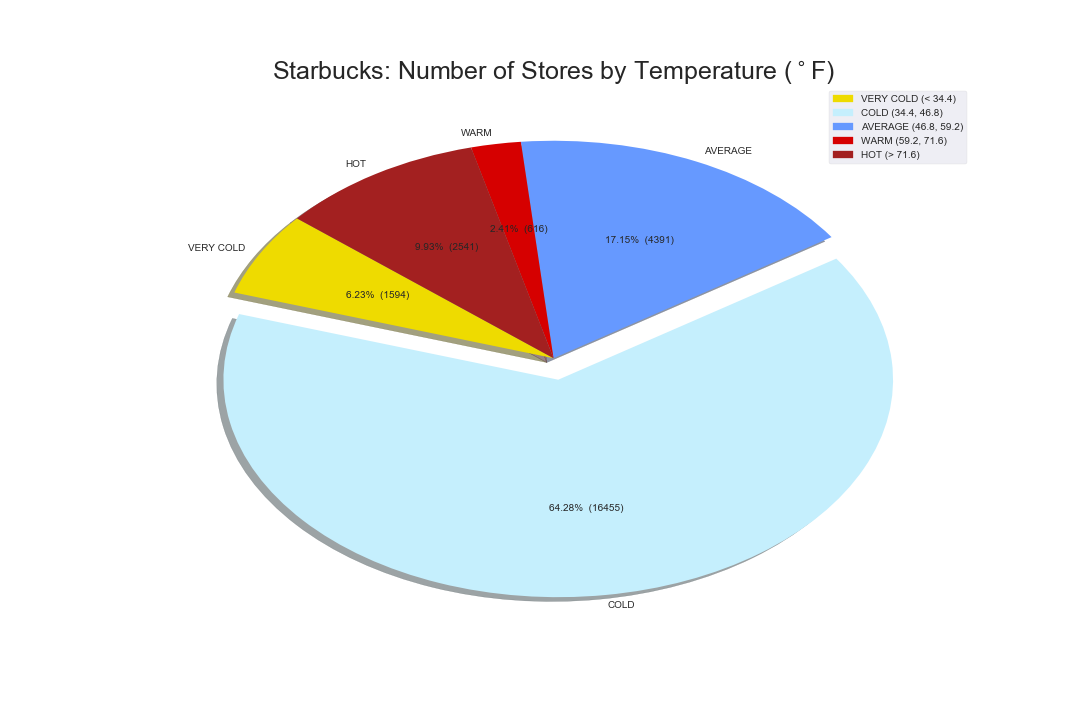 Starbucks: Number of Stores by Temperature (°F)
VERY COLD (< 34.4)
COLD (34.4, 46.8)
AVERAGE (46.8, 59.2)
WARM (59.2, 71.6)
HOT (> 71.6)
WARM
AVERAGE
HOT
VERY COLD
2.41% (616)
17.15% (4391)
9.93% (2541)
6.23% (1594)
64.28% (16455)
COLD